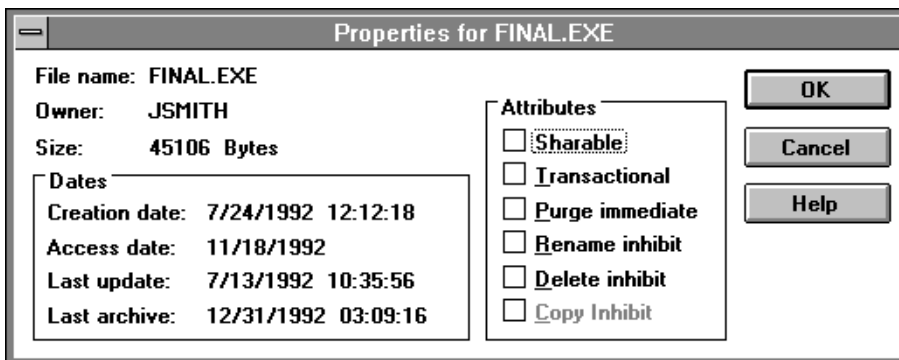 Properties for FINAL.EXE
File name: FINAL.EXE
Owner: JSMITH
Size: 45106 Bytes
Dates
Creation date: 7/24/1992 12:12:18
Access date: 11/18/1992
Last update: 7/13/1992 10:35:56
Last archive: 12/31/1992 03:09:16
Attributes
Sharable
Transactional
Purge immediate
Rename inhibit
Delete inhibit
Copy Inhibit
OK
Cancel
Help